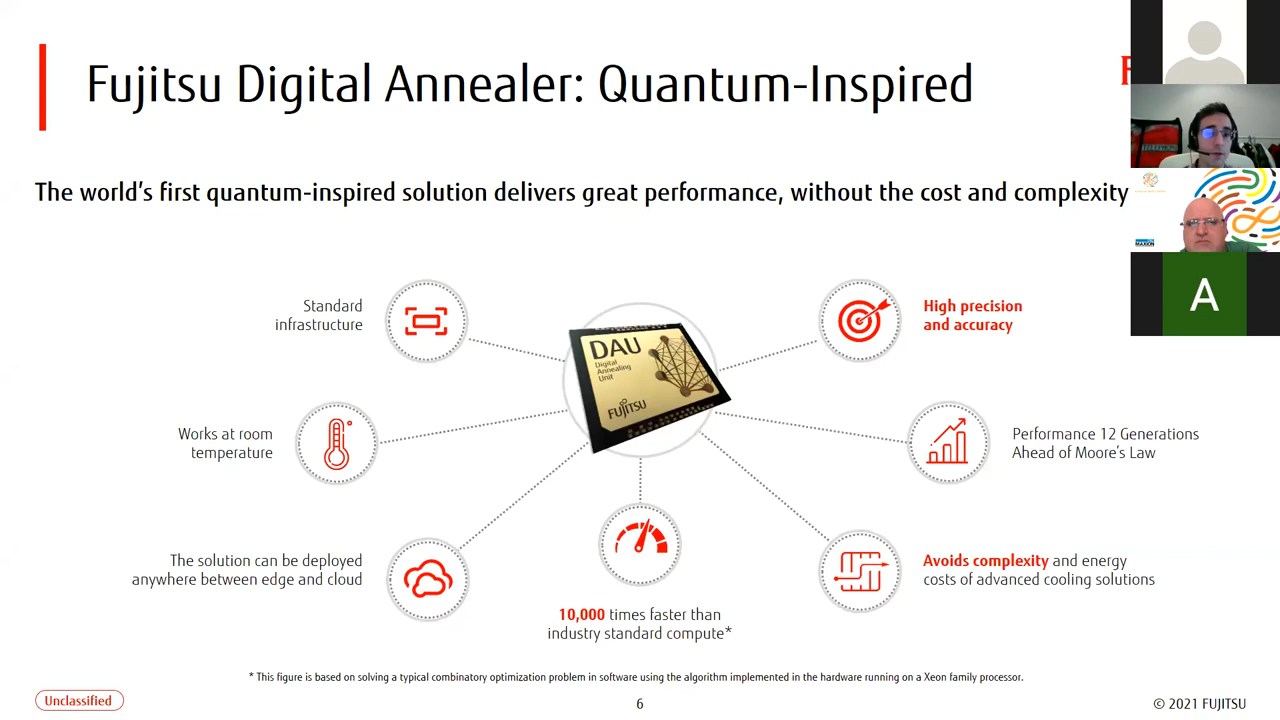 Fujitsu Digital Annealer: Quantum-Inspired
F
The world's first quantum-inspired solution delivers great performance, without the cost and complexity
Standard
infrastructure
High precision
and accuracy
DAU
Digital
Annealing
Unit
FUJITSU
Works at room
temperature
Performance 12 Generations
Ahead of Moore's Law
The solution can be deployed
anywhere between edge and cloud
10,000 times faster than
industry standard compute*
Avoids complexity and energy
costs of advanced cooling solutions
* This figure is based on solving a typical combinatory optimization problem in software using the algorithm implemented in the hardware running on a Xeon family processor.
Unclassified
6
© 2021 FUJITSU
MAXION
A